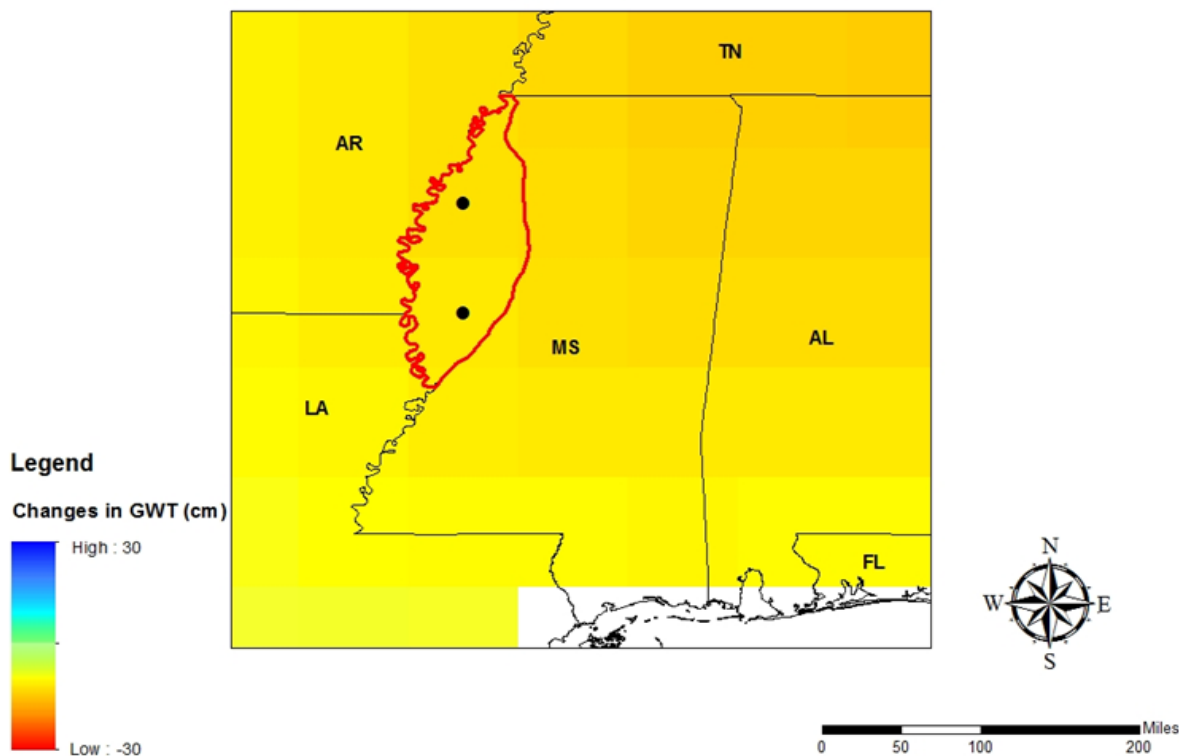 TN
AR
MS
AL
LA
FL
Legend
Changes in GWT (cm)
High : 30
Low : -30
N
W E
S
Miles
0 50 100 200